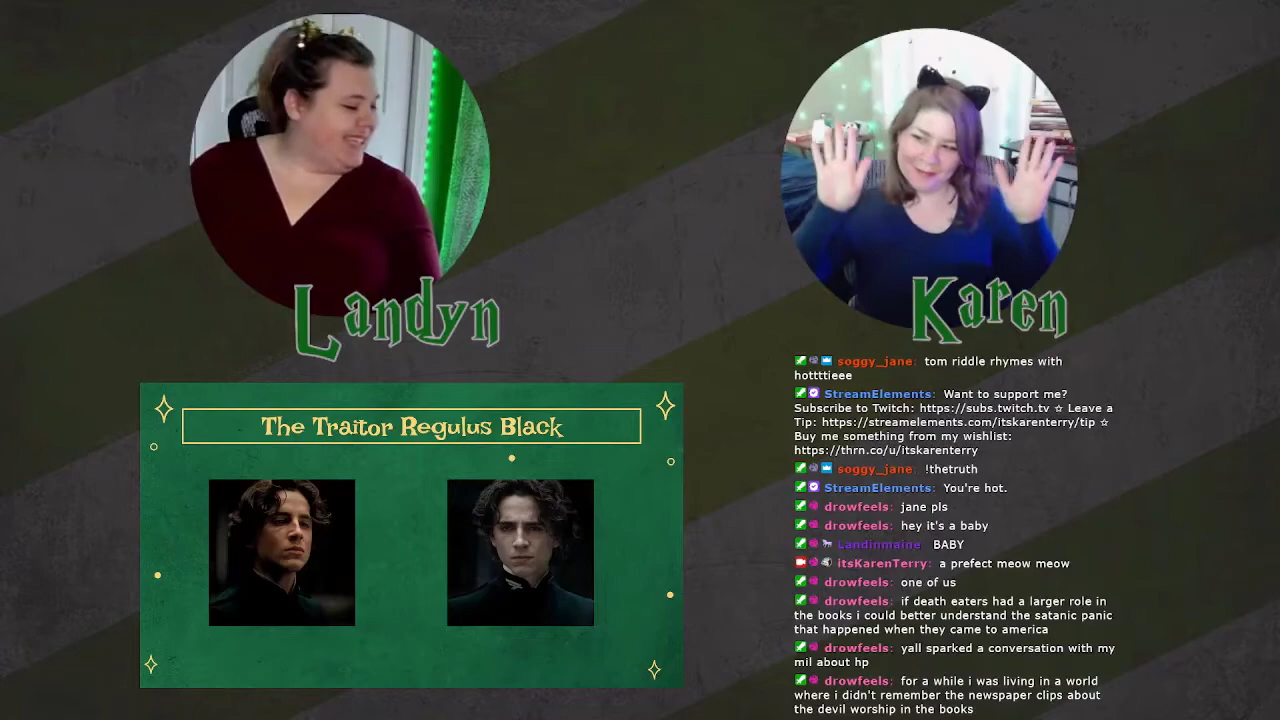 Landyn
Karen
The Traitor Regulus Black
soggy_jane: tom riddle rhymes with
hottttieee
StreamElements: Want to support me?
Subscribe to Twitch: https://subs.twitch.tv ☆ Leave a
Tip: https://streamelements.com/itskarenterry/tip ☆
Buy me something from my wishlist:
https://thrn.co/u/itskarenterry
soggy_jane: !thetruth
StreamElements: You're hot.
drowfeels: jane pls
drowfeels: hey it's a baby
Landinmaine: BABY
itsKarenTerry: a prefect meow meow
drowfeels: one of us
drowfeels: if death eaters had a larger role in
the books i could better understand the satanic panic
that happened when they came to america
drowfeels: yall sparked a conversation with my
mil about hp
drowfeels: for a while i was living in a world
where i didn't remember the newspaper clips about
the devil worship in the books